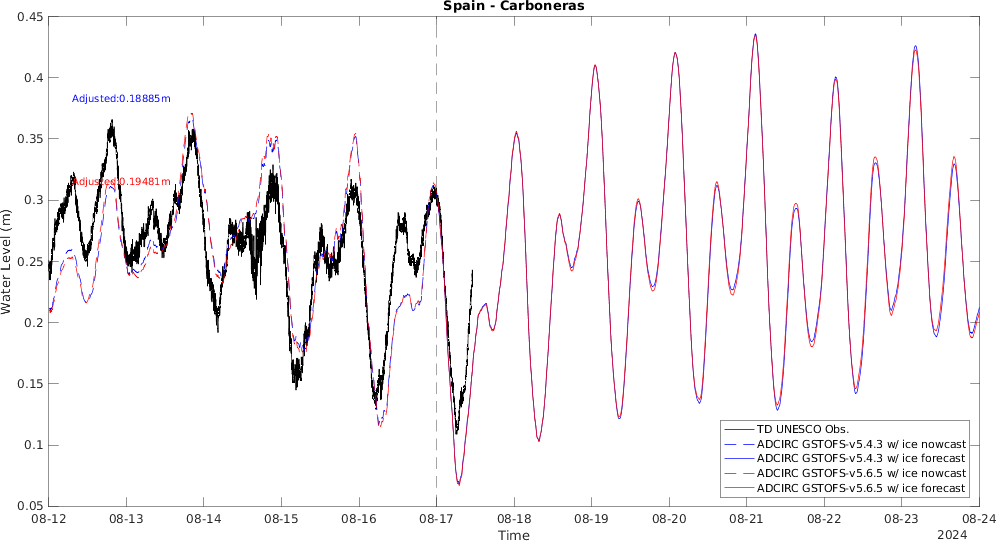 Spain - Carboneras
0.45
0.4
0.35
0.3
0.25
0.2
0.15
0.1
0.05
Water Level (m)
Adjusted:0.18885m
Adjusted:0.19481m
TD UNESCO Obs.
ADCIRC GSTOFS-v5.4.3 w/ ice nowcast
ADCIRC GSTOFS-v5.4.3 w/ ice forecast
ADCIRC GSTOFS-v5.6.5 w/ ice nowcast
ADCIRC GSTOFS-v5.6.5 w/ ice forecast
08-12 08-13 08-14 08-15 08-16 08-17 08-18 08-19 08-20 08-21 08-22 08-23 08-24
Time
2024